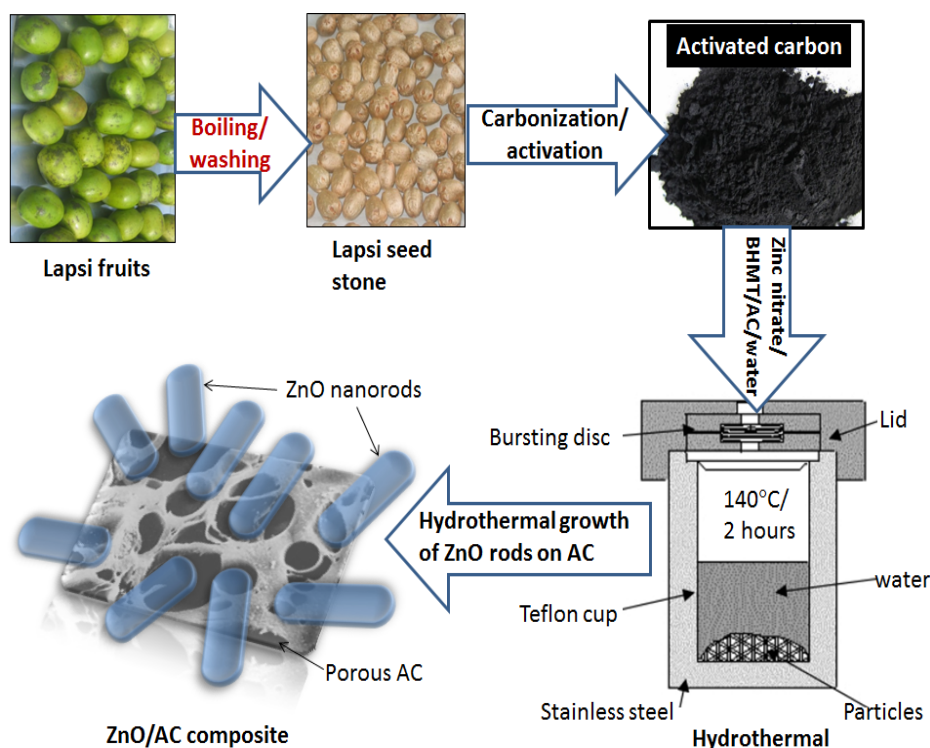 Activated carbon
Boiling/
washing
Carbonization/
activation
Lapsi fruits
Lapsi seed
stone
Zinc nitrate/
BHMT/AC/water
ZnO nanorods
Bursting disc
Lid
140°C/
2 hours
Hydrothermal growth
of ZnO rods on AC
water
Teflon cup
Porous AC
Stainless steel
Particles
ZnO/AC composite
Hydrothermal